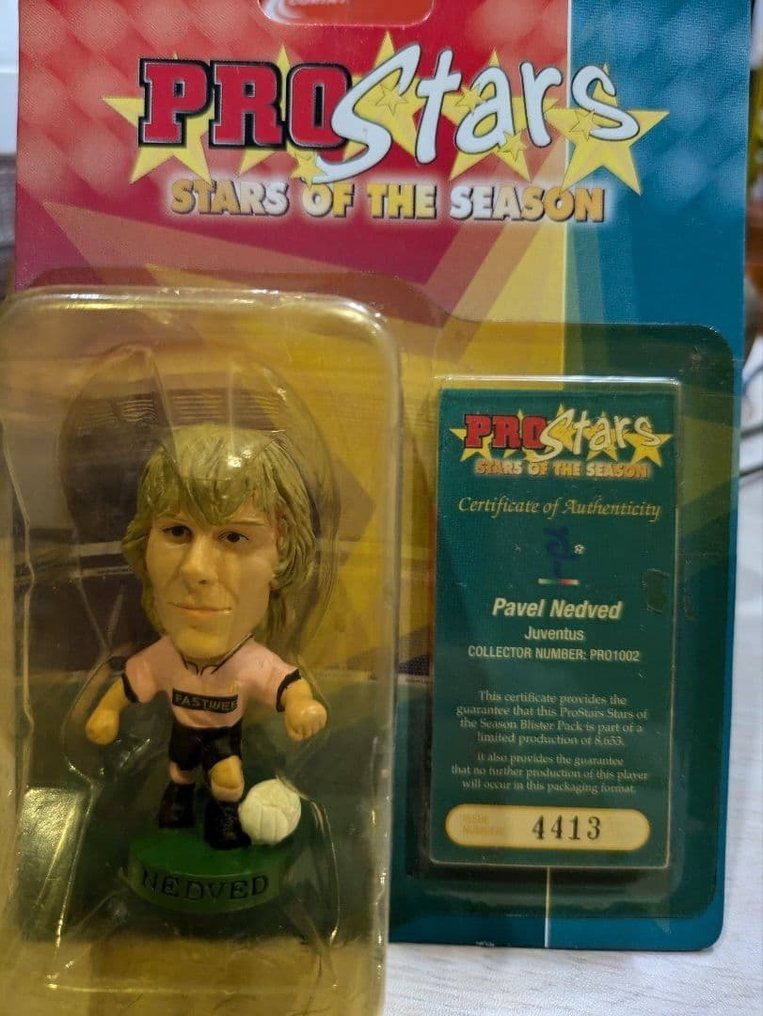 PROStars
STARS OF THE SEASON
PROStars
STARS OF THE SEASON
Certificate of Authenticity
Pavel Nedved
Juventus
COLLECTOR NUMBER: PRO1002
This certificate provides the
guarantee that this ProStars Stars of
the Season Blister Pack is part of a
limited production of 8,653.
It also provides the guarantee
that no further production of this player
will occur in this packaging format.
ISSUE
NUMBER
4413
FASTWEB
NEDVED